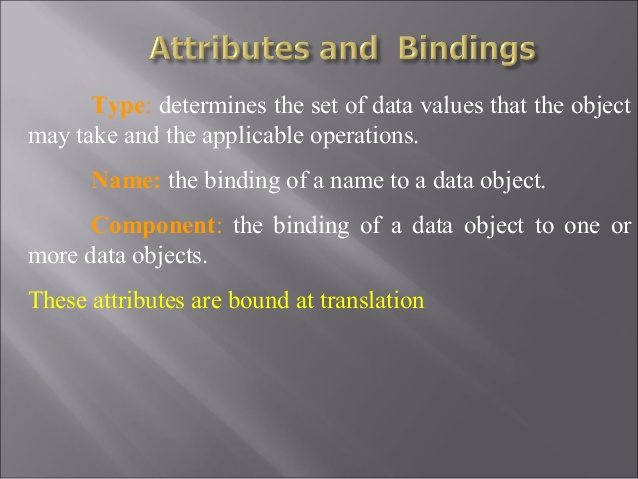 Attributes and Bindings
Type: determines the set of data values that the object
may take and the applicable operations.
Name: the binding of a name to a data object.
Component: the binding of a data object to one or
more data objects.
These attributes are bound at translation